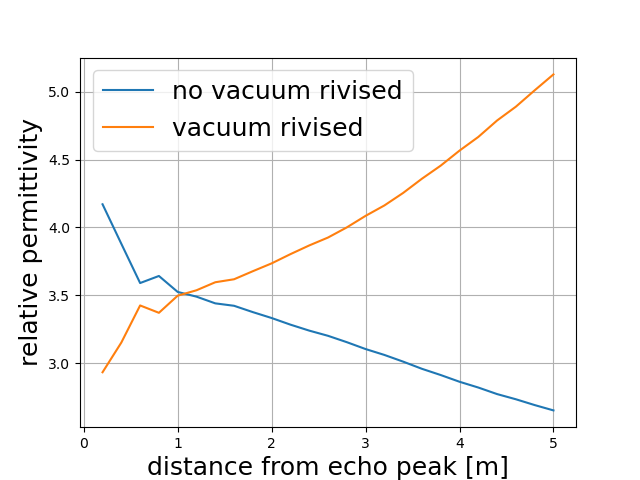 no vacuum rivised
vacuum rivised
relative permittivity
5.0
4.5
4.0
3.5
3.0
0 1 2 3 4 5
distance from echo peak [m]